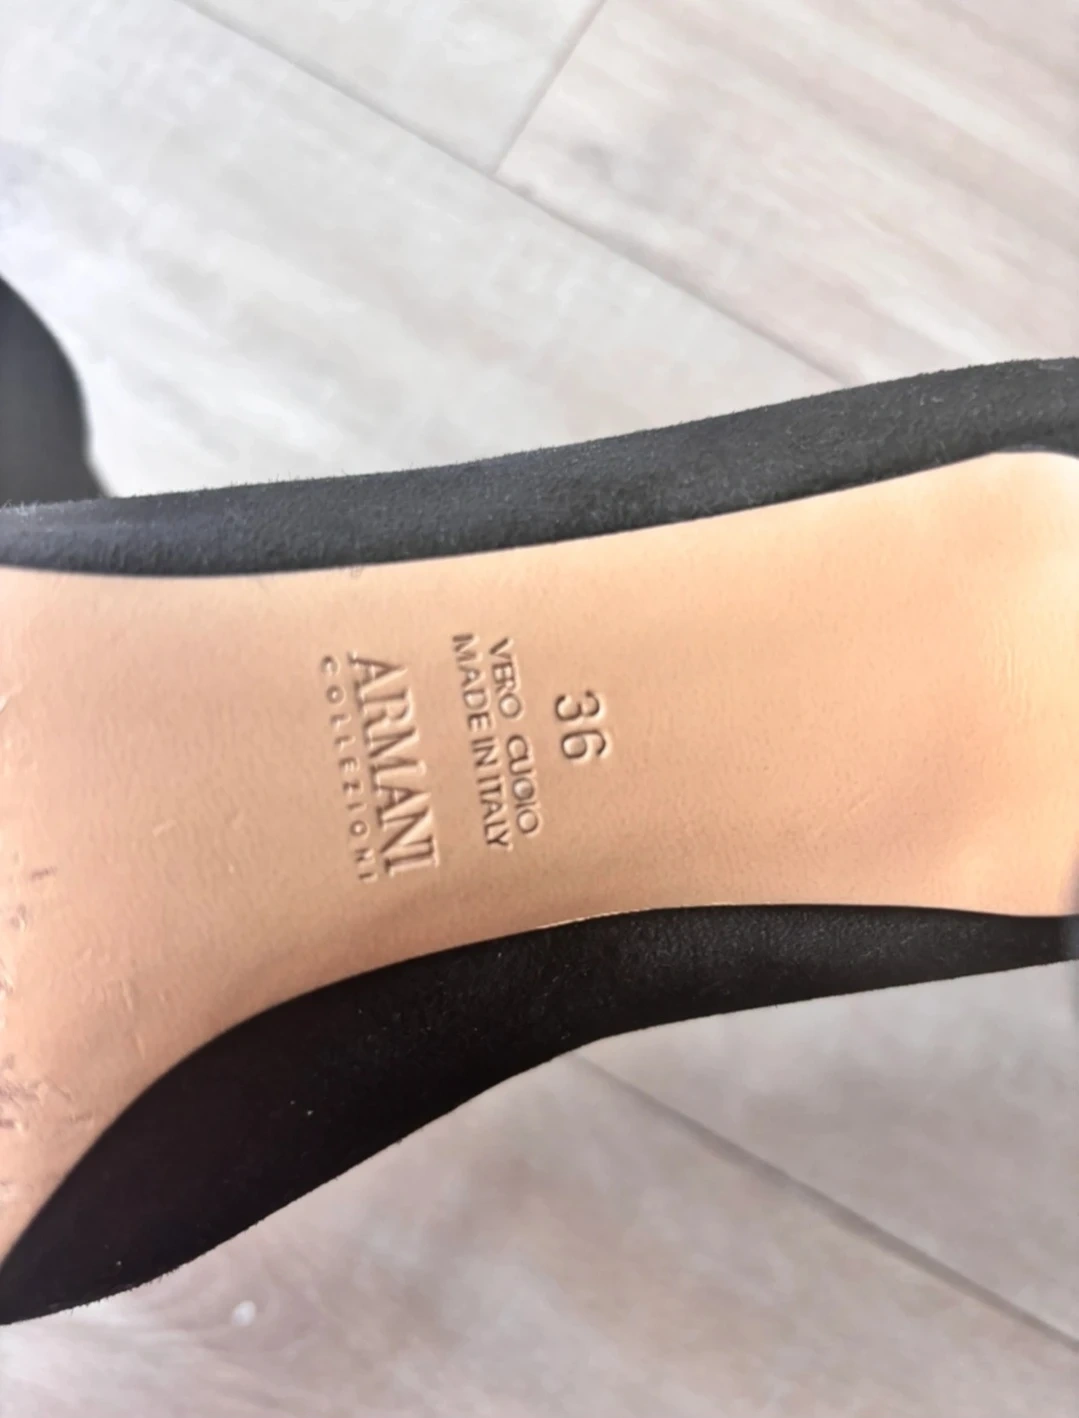 36
VERO CUOIO
MADE IN ITALY
ARMANI
COLLEZIONI